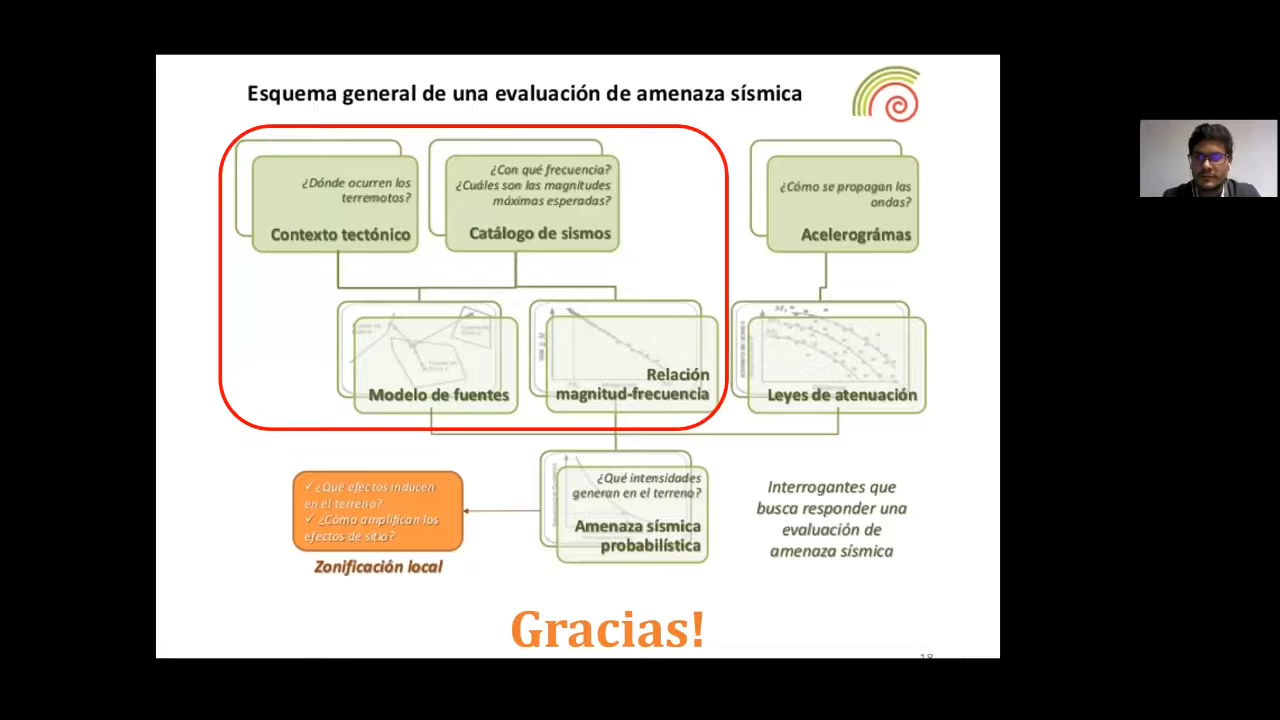 Esquema general de una evaluación de amenaza sísmica
¿Dónde ocurren los
terremotos?
Contexto tectónico
¿Con qué frecuencia?
¿Cuáles son las magnitudes
máximas esperadas?
Catálogo de sismos
¿Cómo se propagan las
ondas?
Acelerográmas
Modelo de fuentes
Relación
magnitud-frecuencia
Leyes de atenuación
✓¿Qué efectos inducen
en el terreno?
✓ ¿Cómo amplifican los
efectos de sitio?
Zonificación local
¿Qué intensidades
generan en el terreno?
Amenaza sísmica
probabilística
Interrogantes que
busca responder una
evaluación de
amenaza sísmica
Gracias!
18